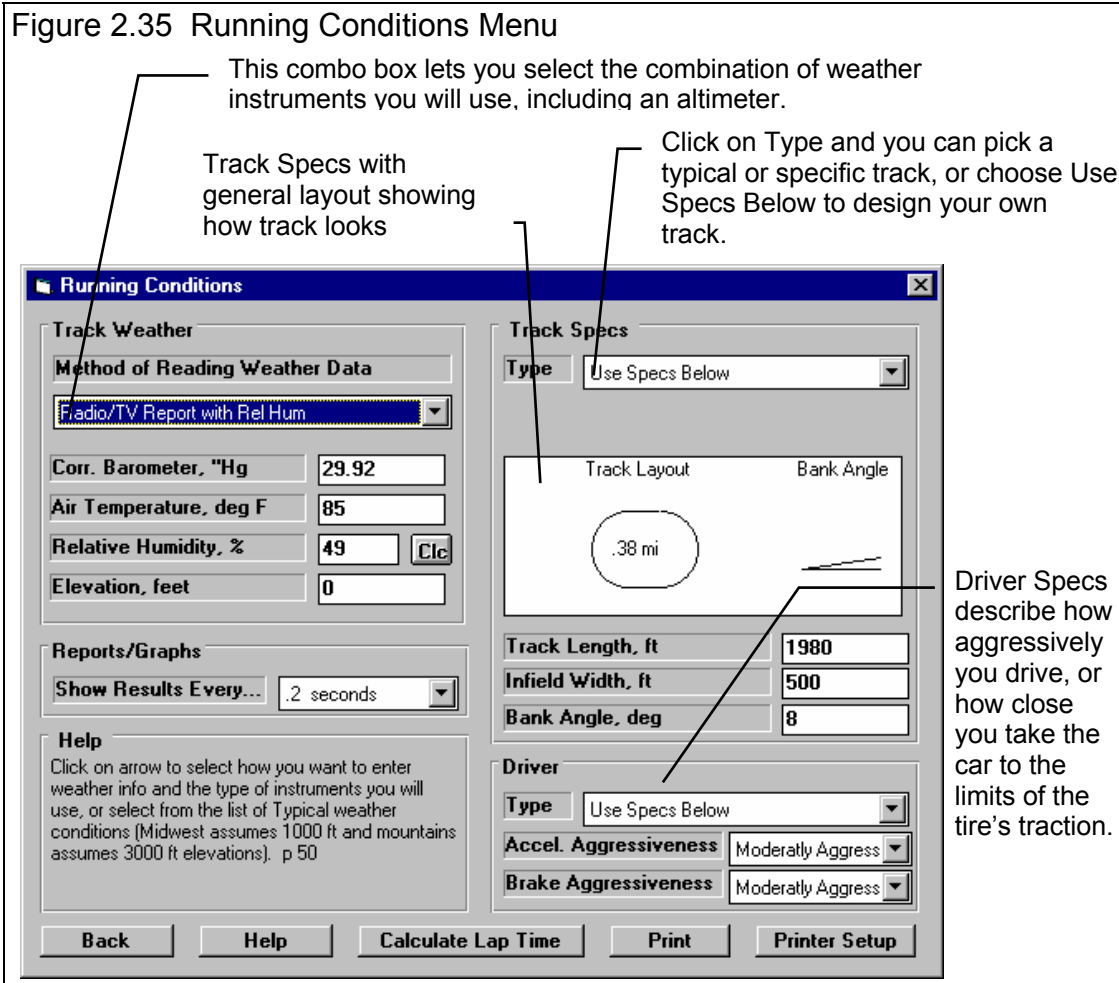 Figure 2.35 Running Conditions Menu
This combo box lets you select the combination of weather
instruments you will use, including an altimeter.
Track Specs with
general layout showing
how track looks
Click on Type and you can pick a
typical or specific track, or choose Use
Specs Below to design your own
track.
Running Conditions
Track Weather
Method of Reading Weather Data
Radio/TV Report with Rel Hum
Corr. Barometer, "Hg 29.92
Air Temperature, deg F 85
Relative Humidity, % 49 Clc
Elevation, feet 0
Reports/Graphs
Show Results Every... .2 seconds
Help
Click on arrow to select how you want to enter
weather info and the type of instruments you will
use, or select from the list of Typical weather
conditions (Midwest assumes 1000 ft and mountains
assumes 3000 ft elevations). p 50
Track Specs
Type Use Specs Below
Track Layout Bank Angle
.38 mi
Track Length, ft 1980
Infield Width, ft 500
Bank Angle, deg 8
Driver
Type Use Specs Below
Accel. Aggressiveness Moderatly Aggress
Brake Aggressiveness Moderatly Aggress
Back Help Calculate Lap Time Print Printer Setup
Driver Specs
describe how
aggressively
you drive, or
how close
you take the
car to the
limits of the
tire's traction.